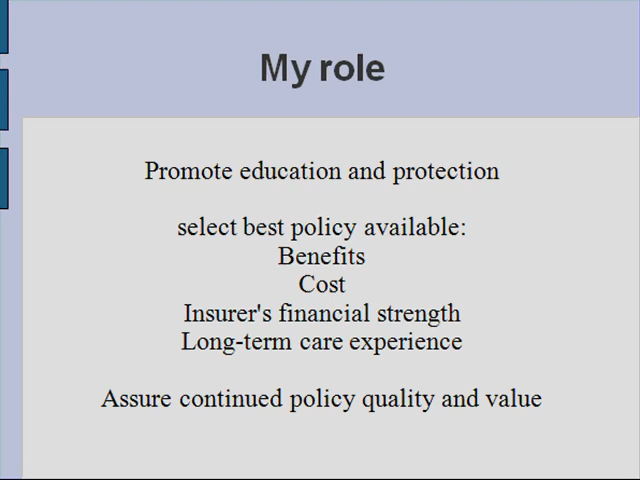 My role
Promote education and protection
select best policy available:
Benefits
Cost
Insurer's financial strength
Long-term care experience
Assure continued policy quality and value